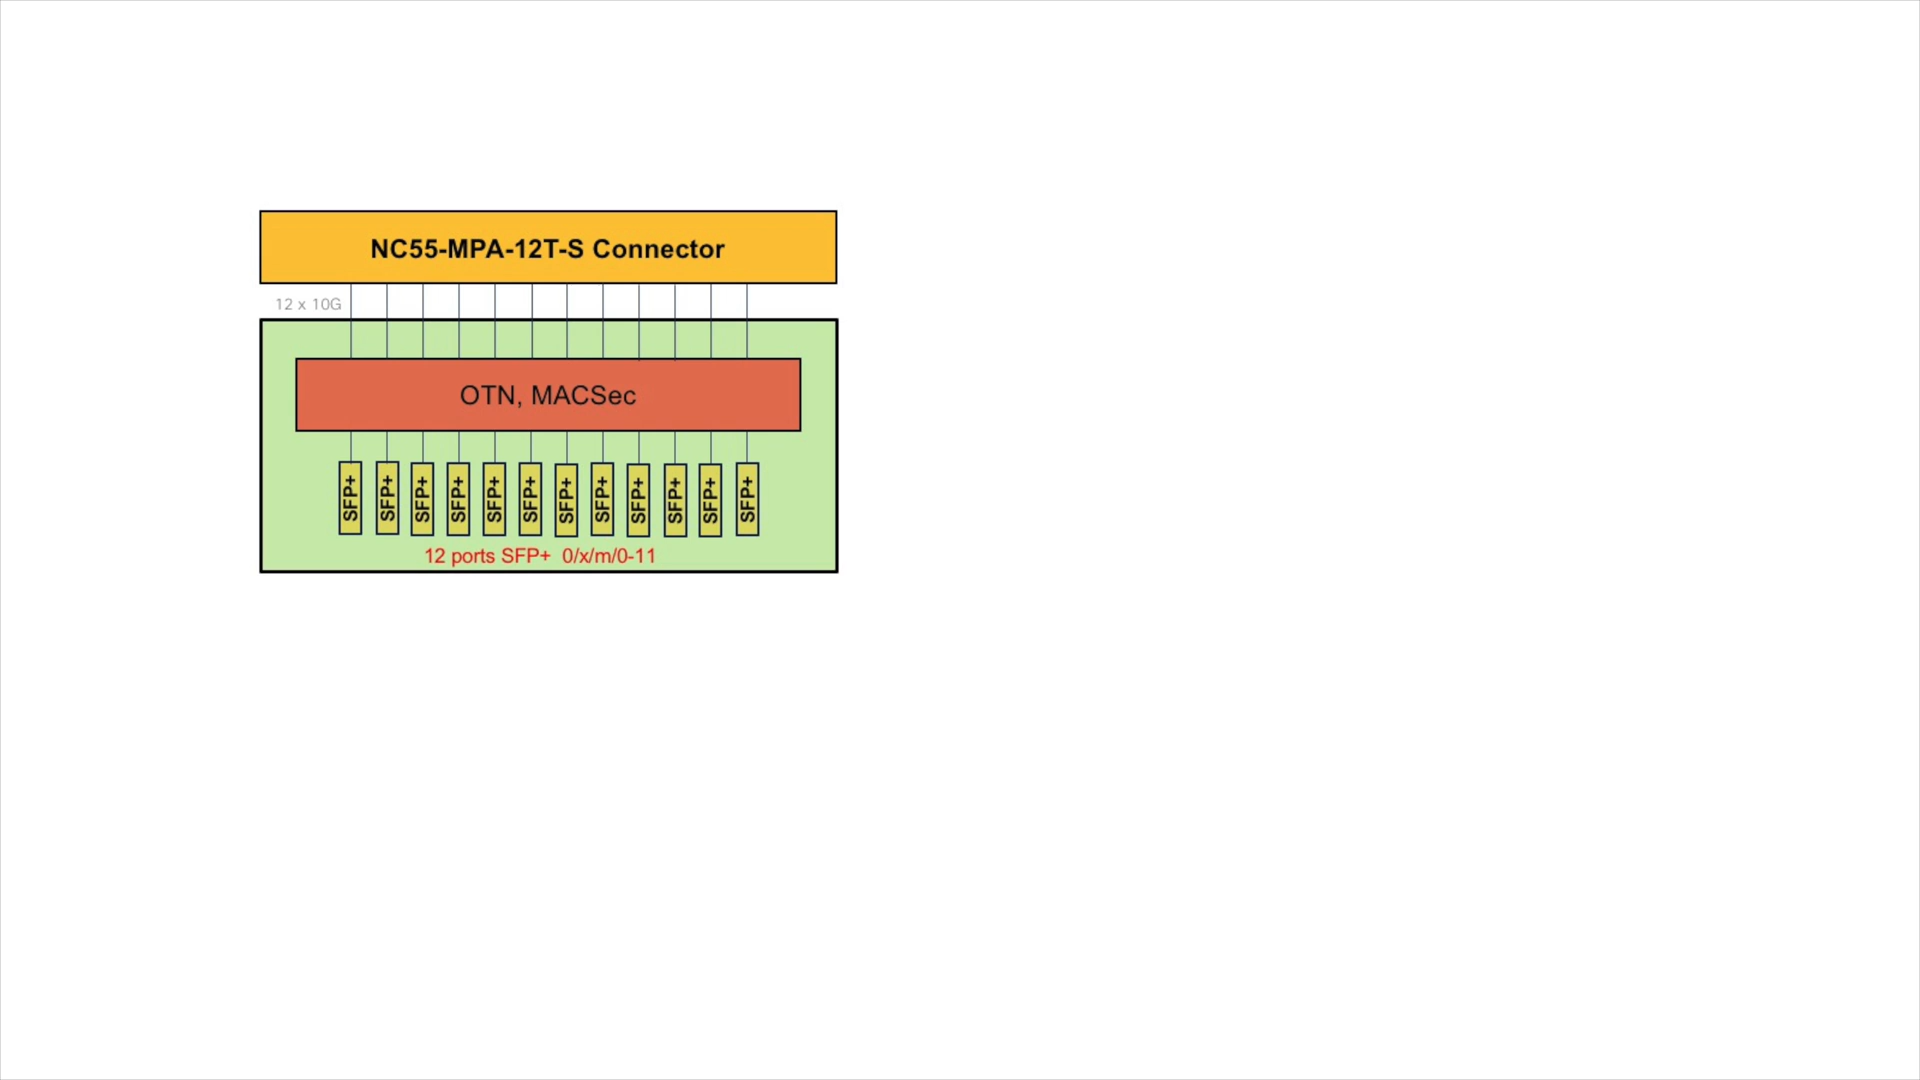 NC55-MPA-12T-S Connector
12 x 10G
OTN, MACSec
SFP+ SFP+ SFP+ SFP+ SFP+ SFP+ SFP+ SFP+ SFP+ SFP+ SFP+ SFP+
12 ports SFP+ 0/x/m/0-11